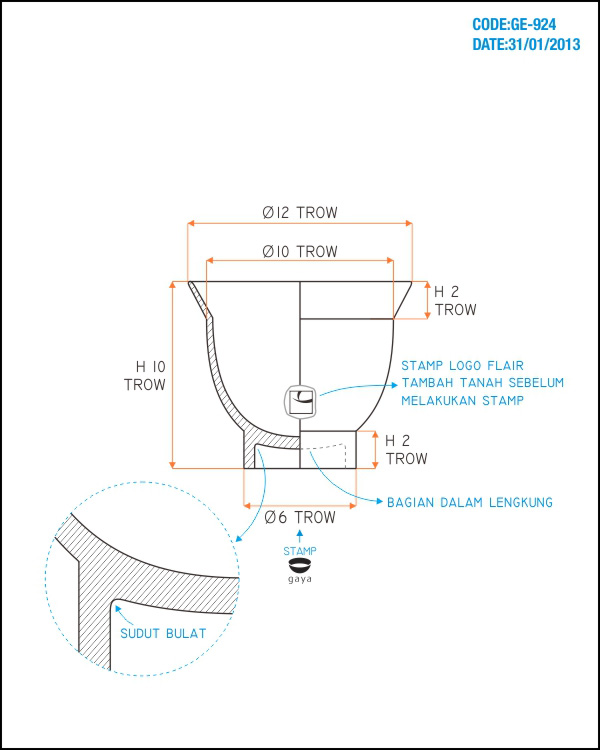 CODE:GE-924
DATE:31/01/2013
Ø12 TROW
Ø10 TROW
H 2
TROW
H 10
TROW
STAMP LOGO FLAIR
TAMBAH TANAH SEBELUM
MELAKUKAN STAMP
H 2
TROW
BAGIAN DALAM LENGKUNG
Ø6 TROW
STAMP
gaya
SUDUT BULAT